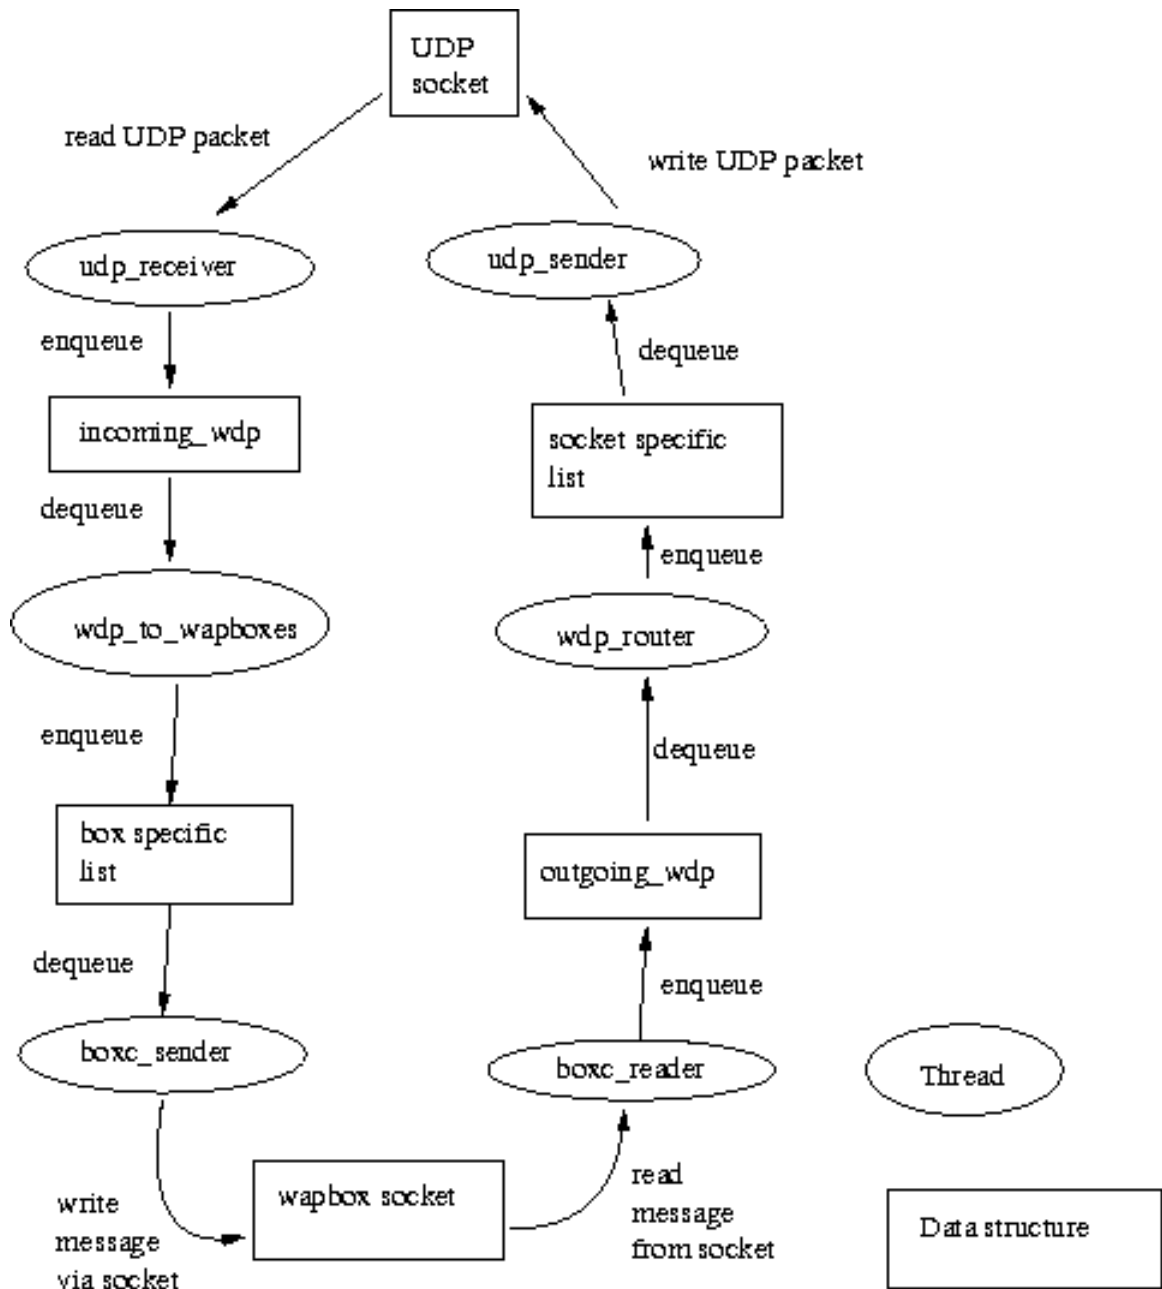 UDP
socket
read UDP packet
write UDP packet
udp_receiver
udp_sender
enqueue
dequeue
incoming_wdp
socket specific
list
dequeue
enqueue
wdp_to_wapboxes
wdp_router
enqueue
dequeue
box specific
list
outgoing_wdp
dequeue
enqueue
boxc_sender
boxc_reader
Thread
wapbox socket
read
message
from socket
write
message
via socket
Data structure